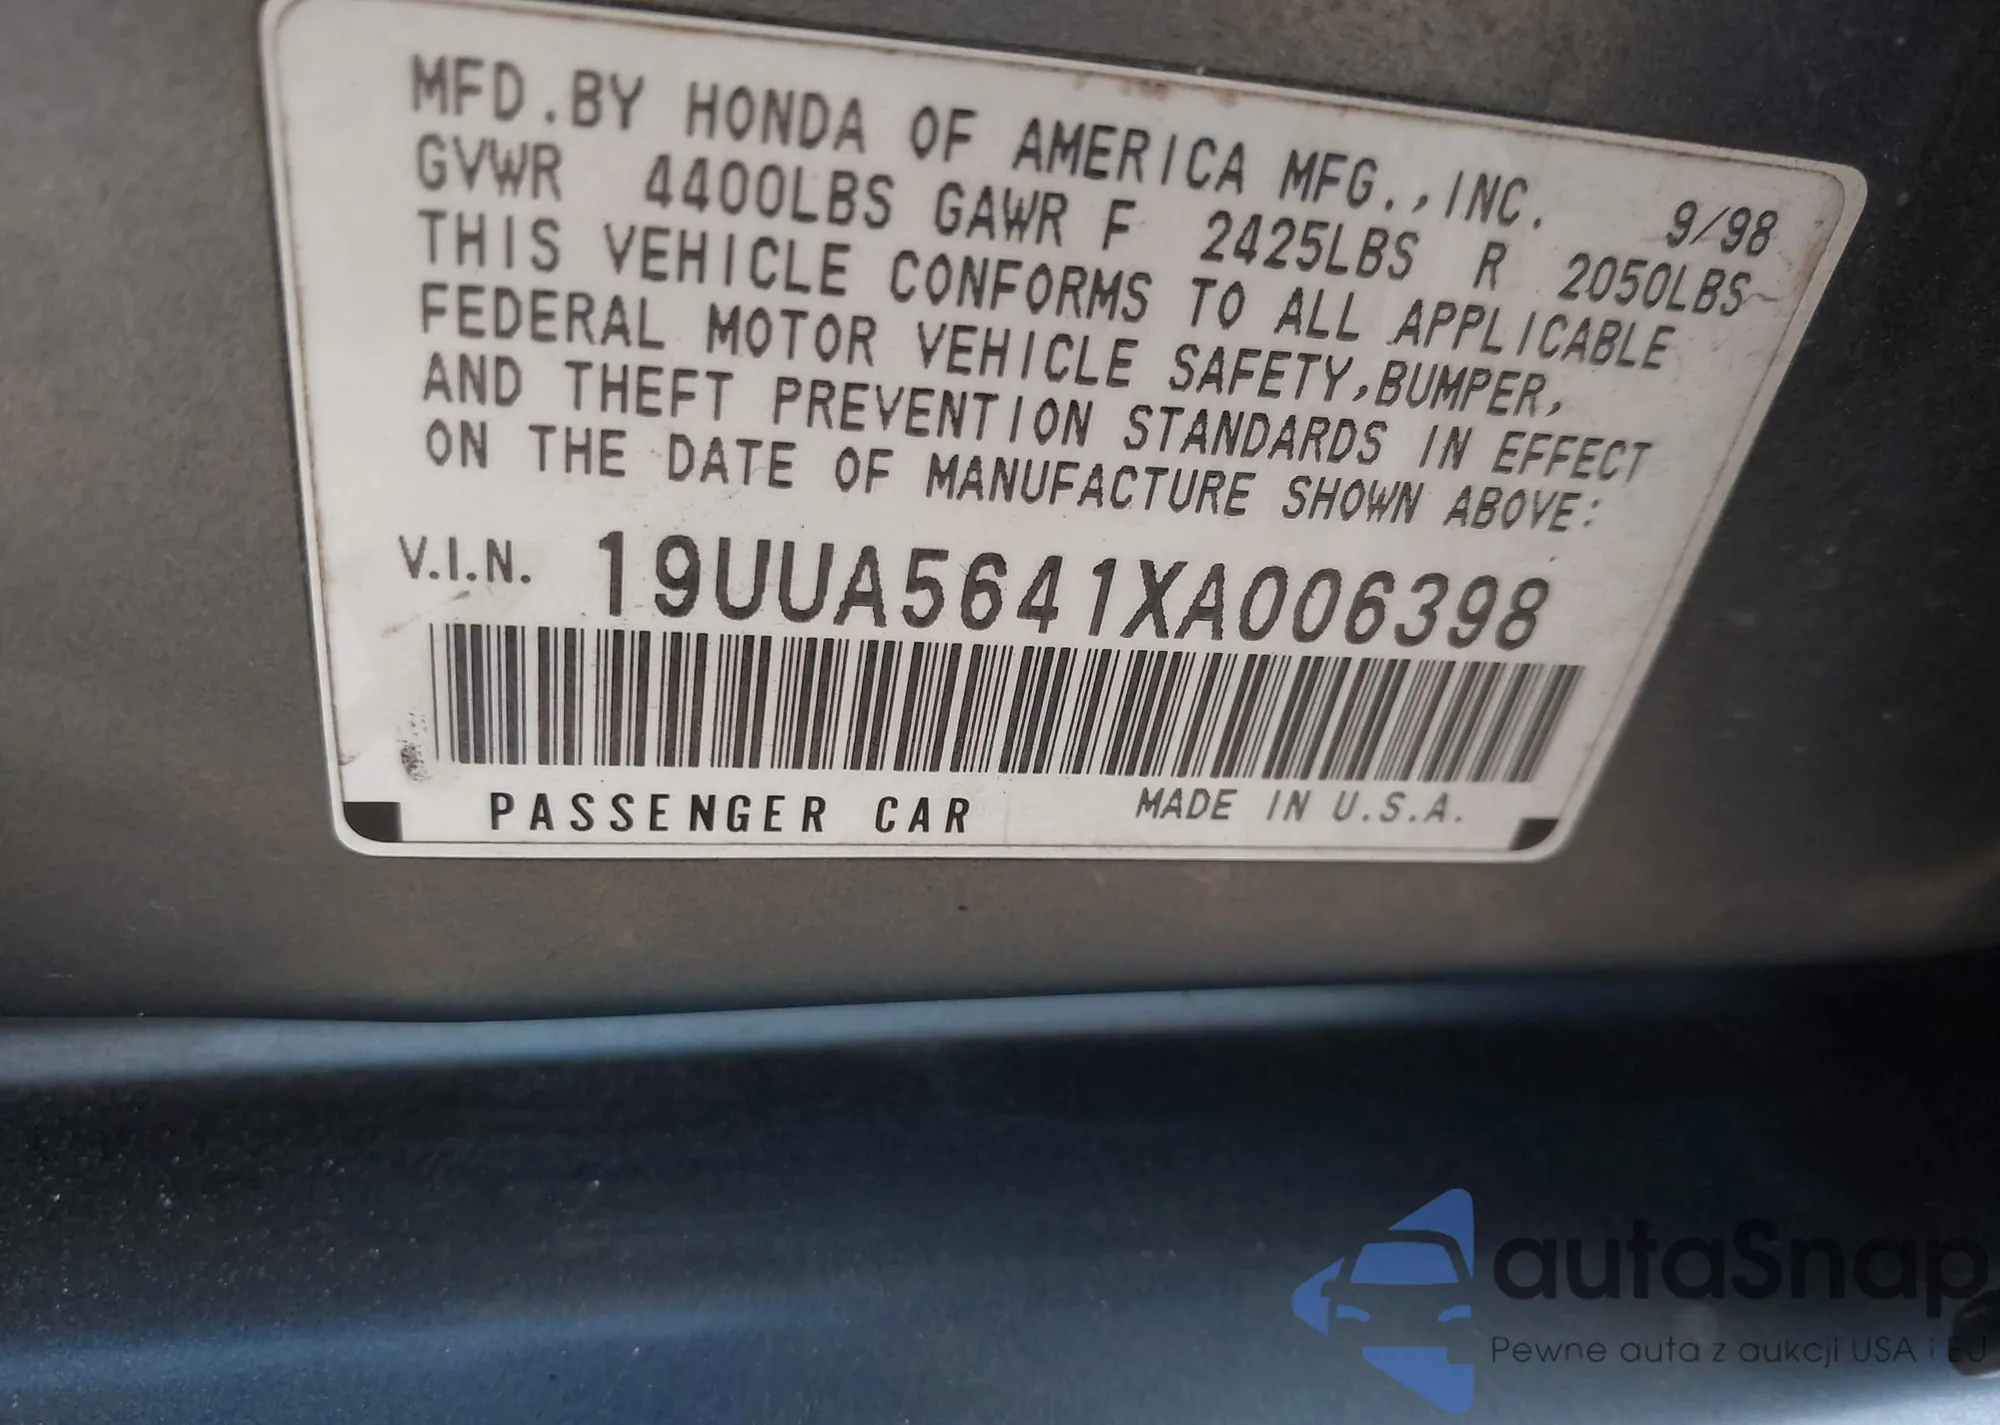 MFD.BY HONDA OF AMERICA MFG.,INC. 9/98
GVWR 4400LBS GAWR F 2425LBS R 2050LBS
THIS VEHICLE CONFORMS TO ALL APPLICABLE
FEDERAL MOTOR VEHICLE SAFETY,BUMPER,
AND THEFT PREVENTION STANDARDS IN EFFECT
ON THE DATE OF MANUFACTURE SHOWN ABOVE:
V.I.N. 19UUA5641XA006398
PASSENGER CAR MADE IN U.S.A.
autaSnap
Pewne auta z aukcji USA i EU